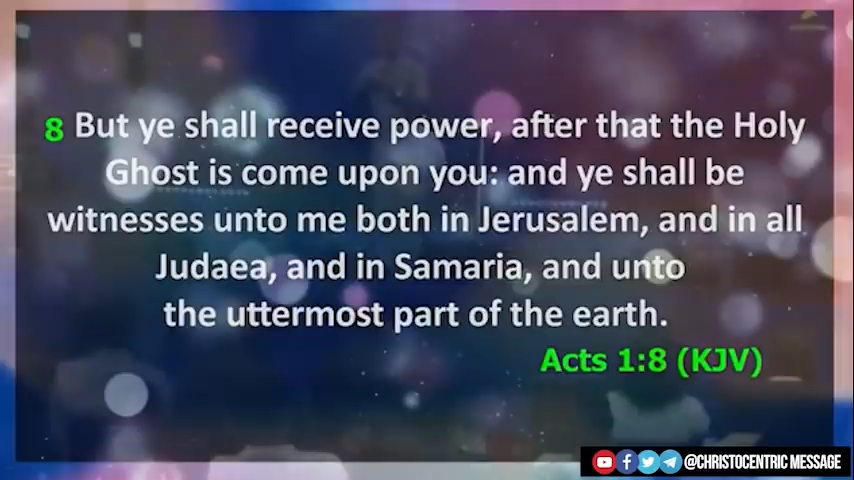 8 But ye shall receive power, after that the Holy
Ghost is come upon you: and ye shall be
witnesses unto me both in Jerusalem, and in all
Judaea, and in Samaria, and unto
the uttermost part of the earth.
Acts 1:8 (KJV)
@CHRISTOCENTRIC MESSAGE